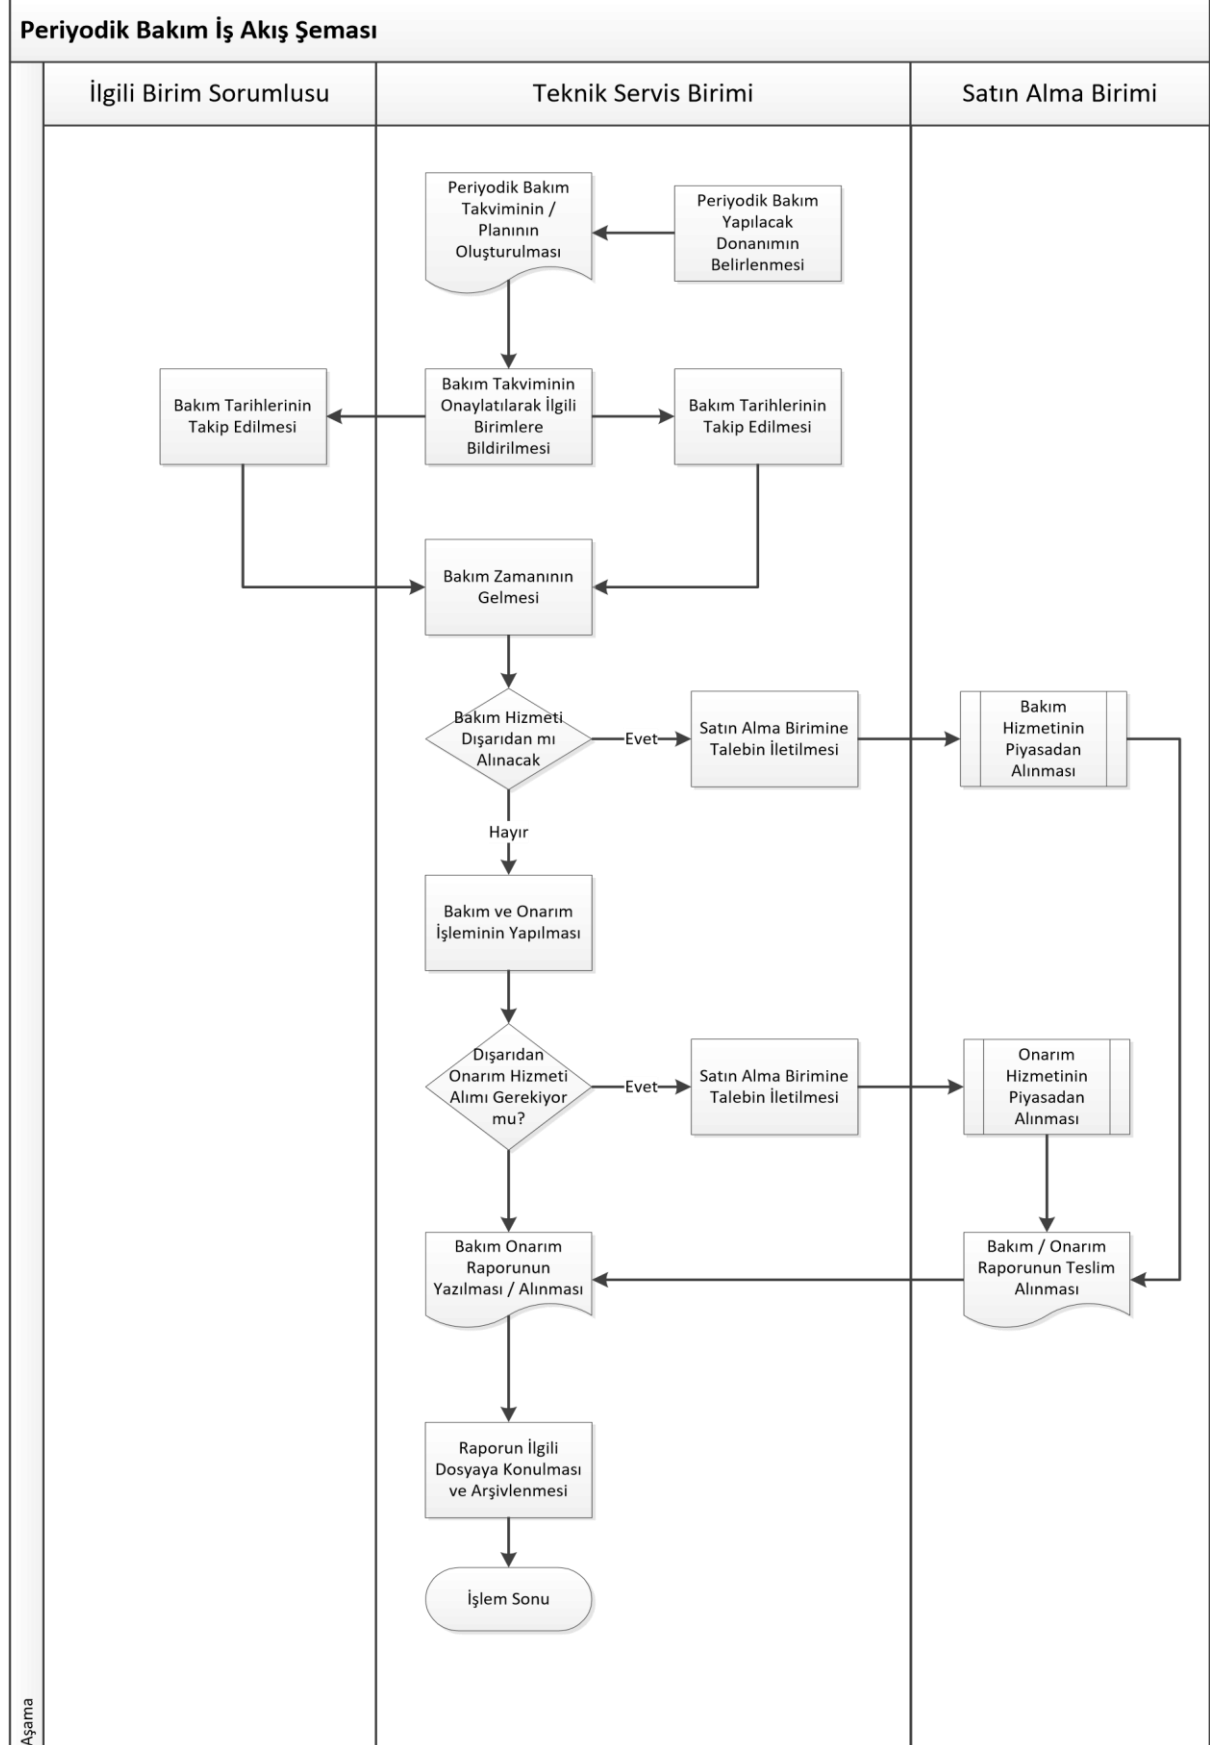 Periyodik Bakım İş Akış Şeması
İlgili Birim Sorumlusu
Teknik Servis Birimi
Satın Alma Birimi
Periyodik Bakım
Takviminin /
Planının
Oluşturulması
Periyodik Bakım
Yapılacak
Donanımın
Belirlenmesi
Bakım Tarihlerinin
Takip Edilmesi
Bakım Takviminin
Onaylatılarak İlgili
Birimlere
Bildirilmesi
Bakım Tarihlerinin
Takip Edilmesi
Bakım Zamanının
Gelmesi
Bakım Hizmeti
Dışarıdan mı
Alınacak
Evet
Satın Alma Birimine
Talebin İletilmesi
Bakım
Hizmetinin
Piyasadan
Alınması
Hayır
Bakım ve Onarım
İşleminin Yapılması
Dışarıdan
Onarım Hizmeti
Alımı Gerekiyor
mu?
Evet
Satın Alma Birimine
Talebin İletilmesi
Onarım
Hizmetinin
Piyasadan
Alınması
Bakım Onarım
Raporunun
Yazılması / Alınması
Bakım / Onarım
Raporunun Teslim
Alınması
Raporun İlgili
Dosyaya Konulması
ve Arşivlenmesi
İşlem Sonu
Aşama